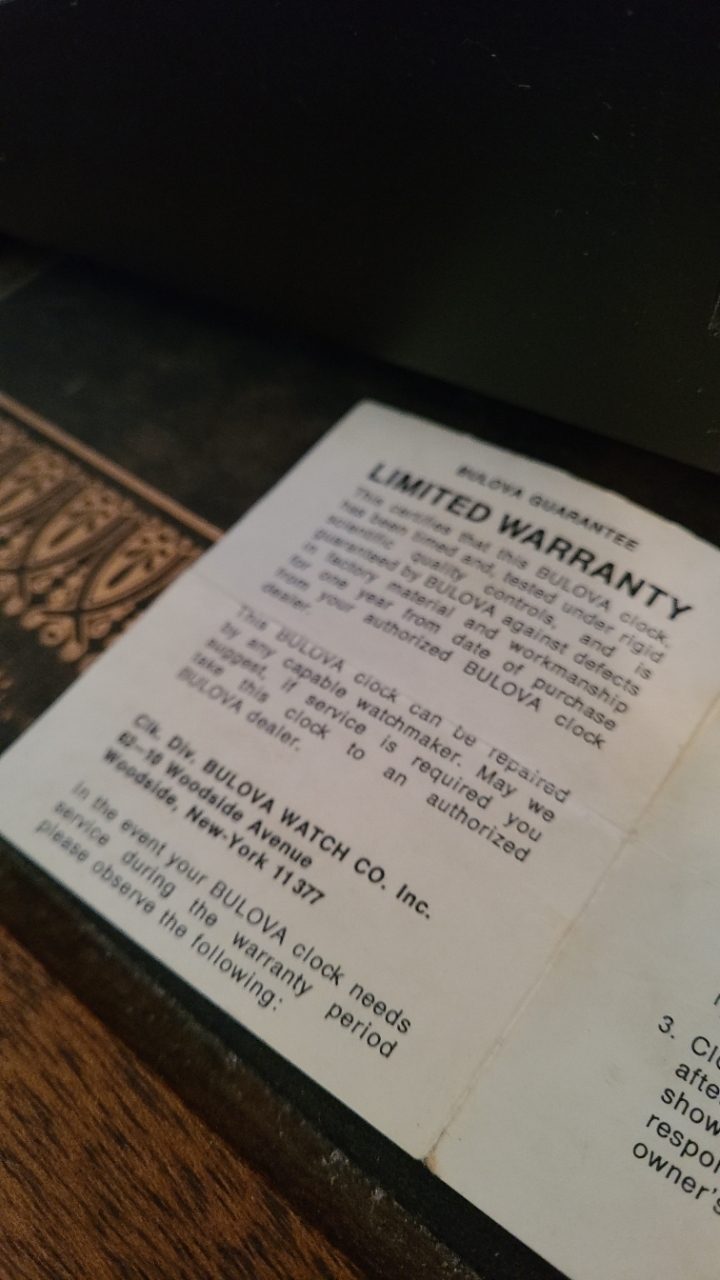 BULOVA GUARANTEE
LIMITED WARRANTY
This certifies that this BULOVA clock,
has been timed and, tested under rigid
scientific quality controls, and is
guaranteed by BULOVA against defects
in factory material and workmanship
for one year from date of purchase
from your authorized BULOVA clock
dealer.
This BULOVA clock can be repaired
by any capable watchmaker. May we
suggest, if service is required you
take this clock to an authorized
BULOVA dealer.
Clk. Div. BULOVA WATCH CO. Inc.
62–10 Woodside Avenue
Woodside, New-York 11377
In the event your BULOVA clock needs
service during the warranty period
please observe the following:
3.
owner's